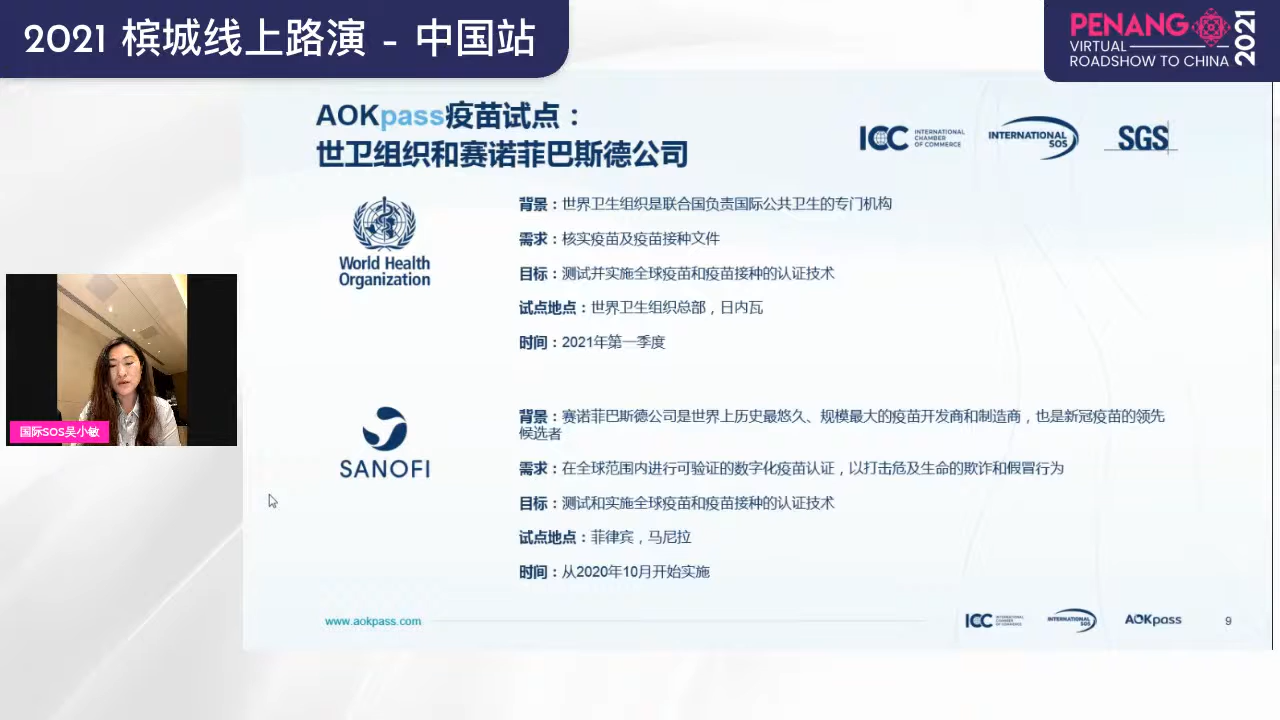 2021 槟城线上路演 - 中国站
PENANG
VIRTUAL
ROADSHOW TO CHINA
2021
AOKpass疫苗试点：
世卫组织和赛诺菲巴斯德公司
ICC INTERNATIONAL CHAMBER OF COMMERCE
INTERNATIONAL SOS
SGS
World Health
Organization
背景：世界卫生组织是联合国负责国际公共卫生的专门机构
需求：核实疫苗及疫苗接种文件
目标：测试并实施全球疫苗和疫苗接种的认证技术
试点地点：世界卫生组织总部，日内瓦
时间：2021年第一季度
国际SOS吴小敏
SANOFI
背景：赛诺菲巴斯德公司是世界上历史最悠久、规模最大的疫苗开发商和制造商，也是新冠疫苗的领先
候选者
需求：在全球范围内进行可验证的数字化疫苗认证，以打击危及生命的欺诈和假冒行为
目标：测试和实施全球疫苗和疫苗接种的认证技术
试点地点：菲律宾，马尼拉
时间：从2020年10月开始实施
www.aokpass.com
ICC INTERNATIONAL CHAMBER OF COMMERCE
INTERNATIONAL SOS
AOKpass
9